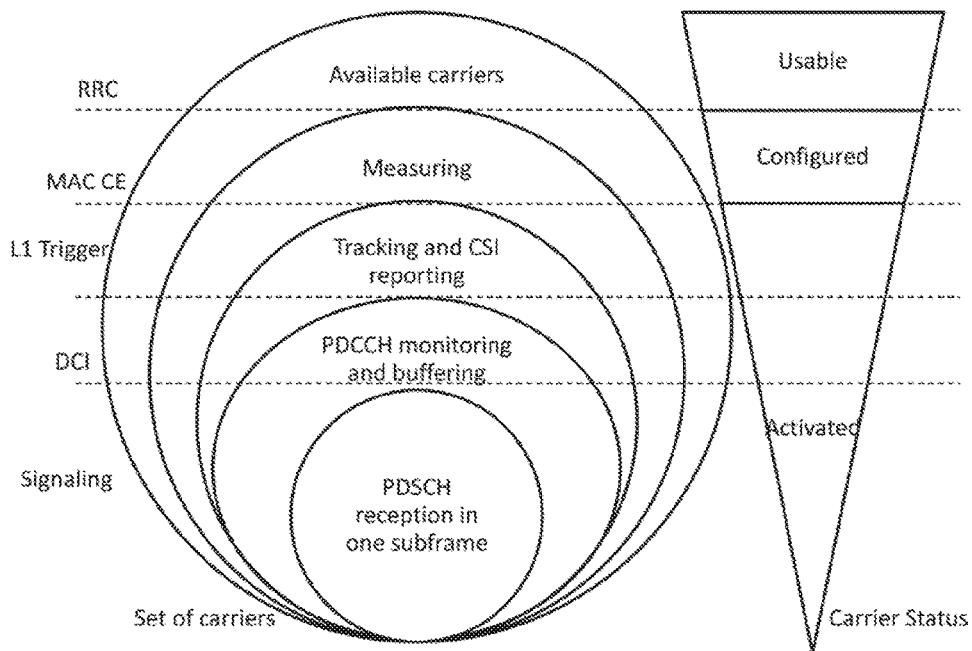 Available carriers
Usable
RRC
Measuring
Configured
MAC CE
L1 Trigger
Tracking and CSI
reporting
PDCCH monitoring
and buffering
DCI
Activated
Signaling
PDSCH
reception in
one subframe
Set of carriers
Carrier Status